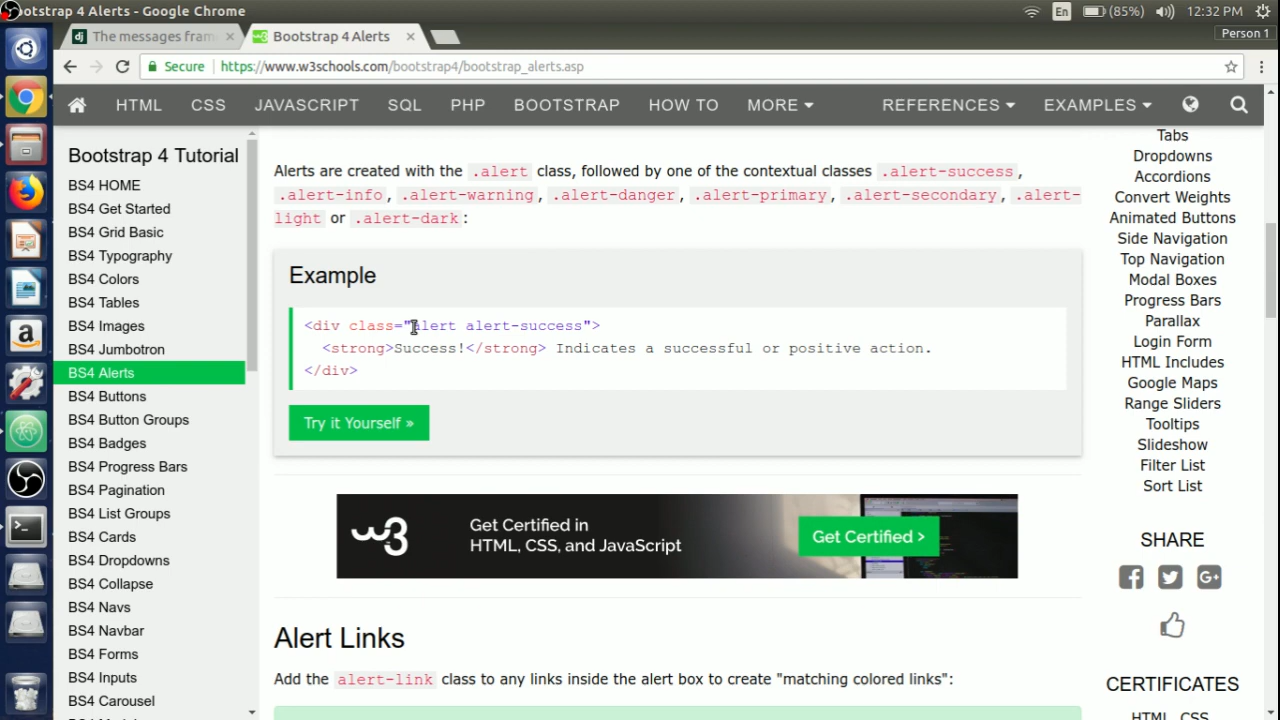 otstrap 4 Alerts - Google Chrome
En
(85%)
12:32 PM
The messages fram
Bootstrap 4 Alerts
Person 1
Secure
https://www.w3schools.com/bootstrap4/bootstrap_alerts.asp
HTML
CSS
JAVASCRIPT
SQL
PHP
BOOTSTRAP
HOW TO
MORE
REFERENCES
EXAMPLES
Bootstrap 4 Tutorial
BS4 HOME
BS4 Get Started
BS4 Grid Basic
BS4 Typography
BS4 Colors
BS4 Tables
BS4 Images
BS4 Jumbotron
BS4 Alerts
BS4 Buttons
BS4 Button Groups
BS4 Badges
BS4 Progress Bars
BS4 Pagination
BS4 List Groups
BS4 Cards
BS4 Dropdowns
BS4 Collapse
BS4 Navs
BS4 Navbar
BS4 Forms
BS4 Inputs
BS4 Carousel
Alerts are created with the .alert class, followed by one of the contextual classes .alert-success,
.alert-info, .alert-warning, .alert-danger, .alert-primary, .alert-secondary, .alert-
light or .alert-dark:
Example
<div class="alert alert-success">
<strong>Success!</strong> Indicates a successful or positive action.
</div>
Try it Yourself »
w3
Get Certified in
HTML, CSS, and JavaScript
Get Certified >
Alert Links
Add the alert-link class to any links inside the alert box to create "matching colored links":
Tabs
Dropdowns
Accordions
Convert Weights
Animated Buttons
Side Navigation
Top Navigation
Modal Boxes
Progress Bars
Parallax
Login Form
HTML Includes
Google Maps
Range Sliders
Tooltips
Slideshow
Filter List
Sort List
SHARE
CERTIFICATES
HTML, CSS,